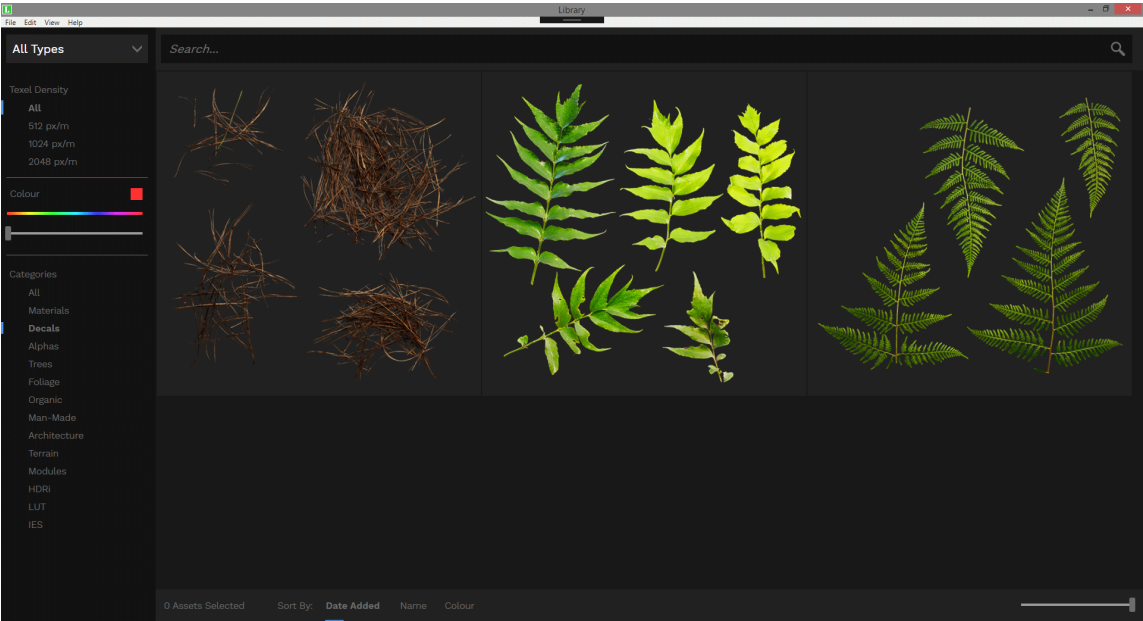 Library
File Edit View Help
All Types
Search...
Texel Density
All
512 px/m
1024 px/m
2048 px/m
Colour
Categories
All
Materials
Decals
Alphas
Trees
Foliage
Organic
Man-Made
Architecture
Terrain
Modules
HDRi
LUT
IES
0 Assets Selected Sort By: Date Added Name Colour